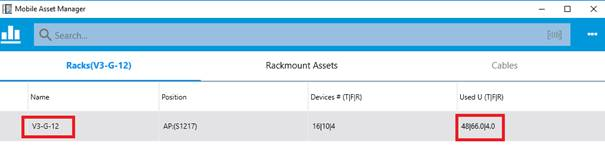 Mobile Asset Manager
Search...
Racks(V3-G-12) Rackmount Assets Cables
Name Position Devices # (T|F|R) Used U (T|F|R)
V3-G-12 AP:(S1217) 16|10|4 48|66.0|4.0